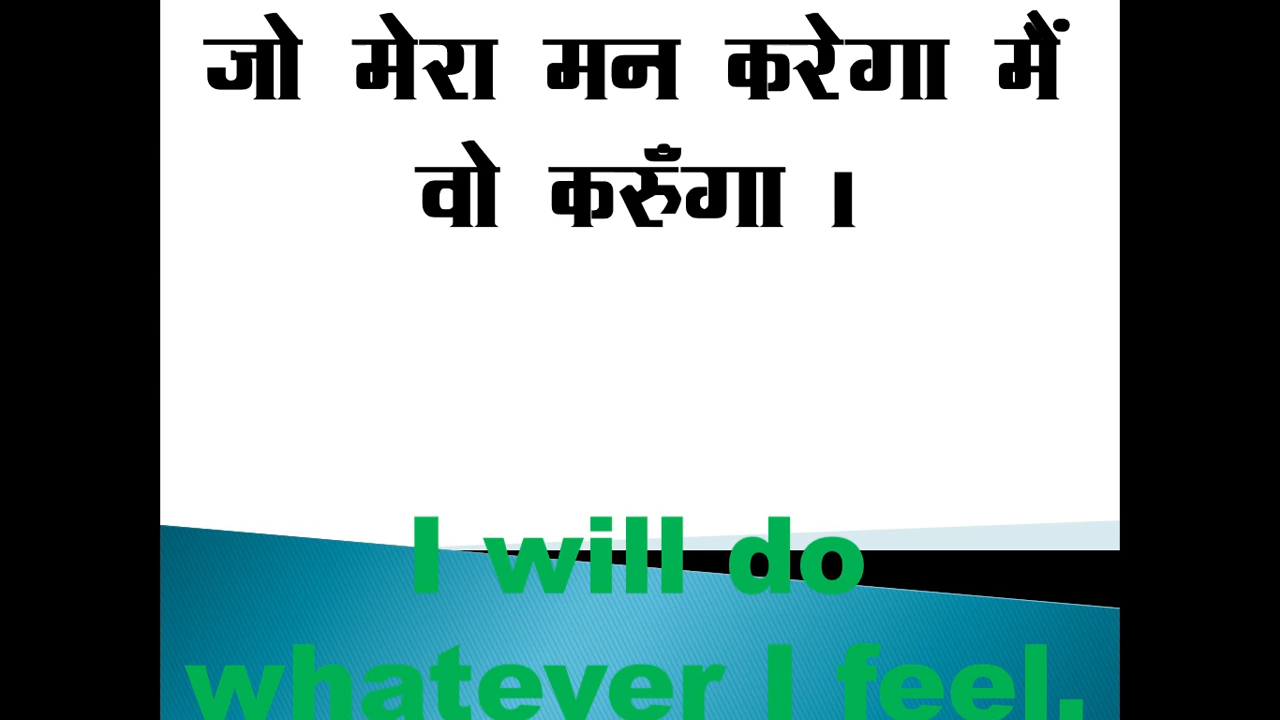 जो मेरा मन करेगा मैं
वो करुँगा ।
I will do
whatever I feel.